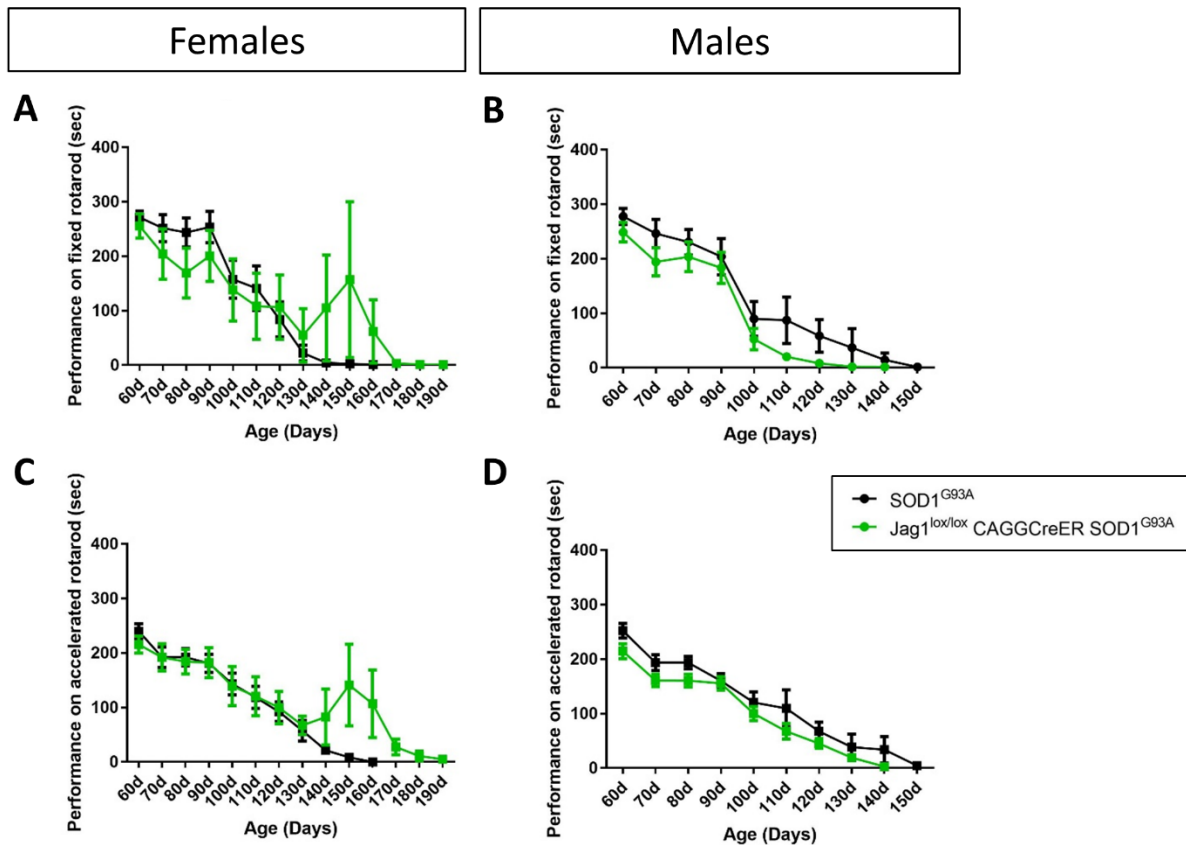 Females
Males
A
Performance on fixed rotarod (sec)
400
300
200
100
0
60d
70d
80d
90d
100d
110d
120d
130d
140d
150d
160d
170d
180d
190d
Age (Days)
B
Performance on fixed rotarod (sec)
400
300
200
100
0
60d
70d
80d
90d
100d
110d
120d
130d
140d
150d
Age (Days)
C
Performance on accelerated rotarod (sec)
400
300
200
100
0
60d
70d
80d
90d
100d
110d
120d
130d
140d
150d
160d
170d
180d
190d
Age (Days)
D
Performance on accelerated rotarod (sec)
400
300
200
100
0
60d
70d
80d
90d
100d
110d
120d
130d
140d
150d
Age (Days)
SOD1G93A
Jag1lox/lox CAGGCreER SOD1G93A